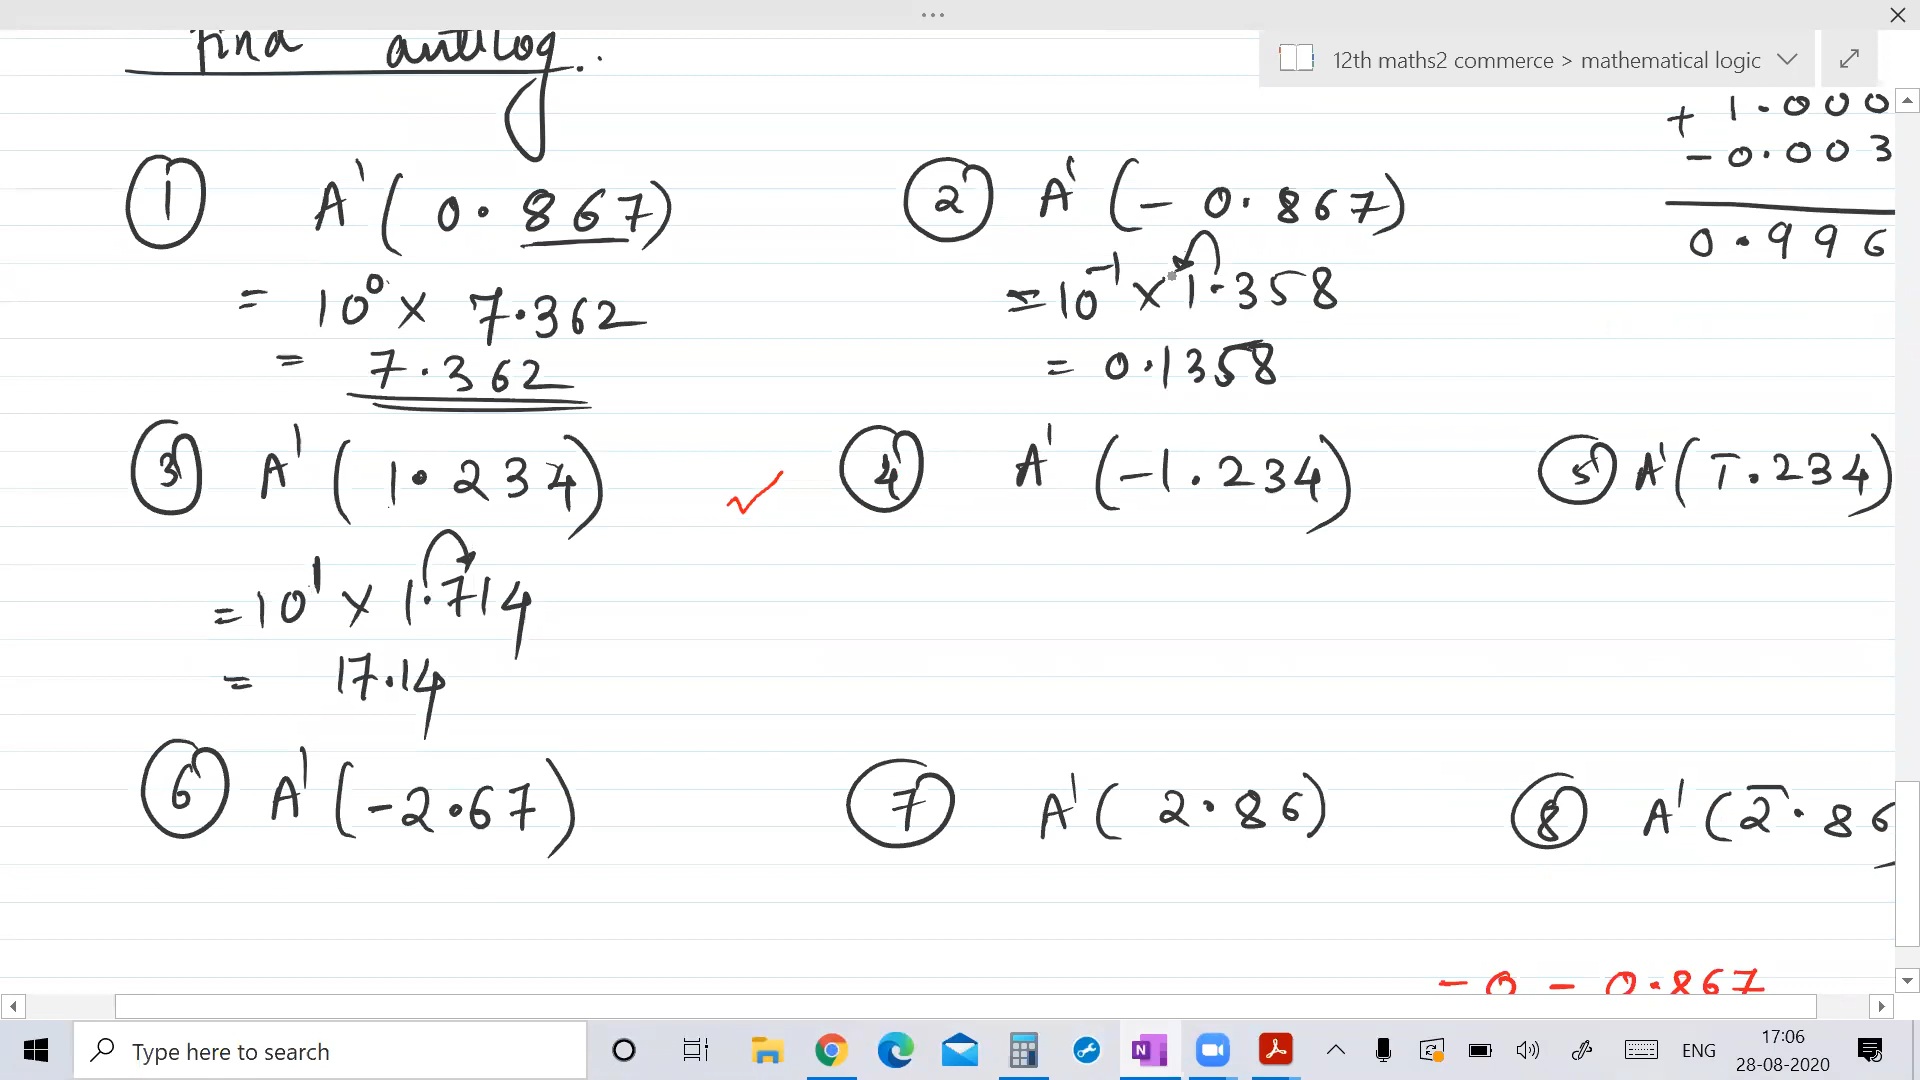 find antilog.
12th maths2 commerce > mathematical logic
+ 1.000
- 0.003
0.996
① A' ( 0.867)
= 10⁰ × 7.362
= 7.362
② A' (- 0.867)
= 10⁻¹ × 1.358
= 0.1358
③ A' ( 1.234)
= 10¹ × 1.714
= 17.14
④ A' (-1.234)
⑤ A' (1̅.234)
⑥ A' (-2.67)
⑦ A' ( 2.86)
⑧ A' (2̅.86
- 0 - 0.867
Type here to search
ENG
17:06
28-08-2020